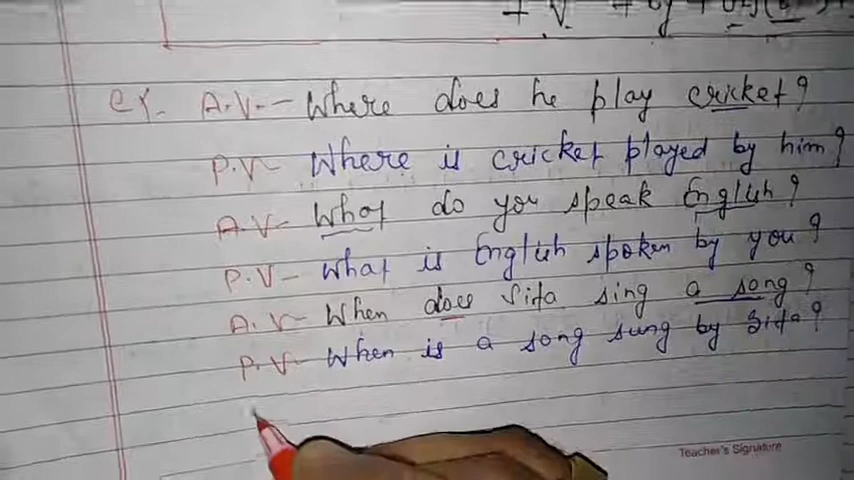 + V + by +
ex. A.V. - Where does he play cricket?
P.V - Where is cricket played by him?
A.V - What do you speak English?
P.V - What is English spoken by you?
A.V - When does Sita sing a song?
P.V - When is a song sung by Sita?
Teacher's Signature